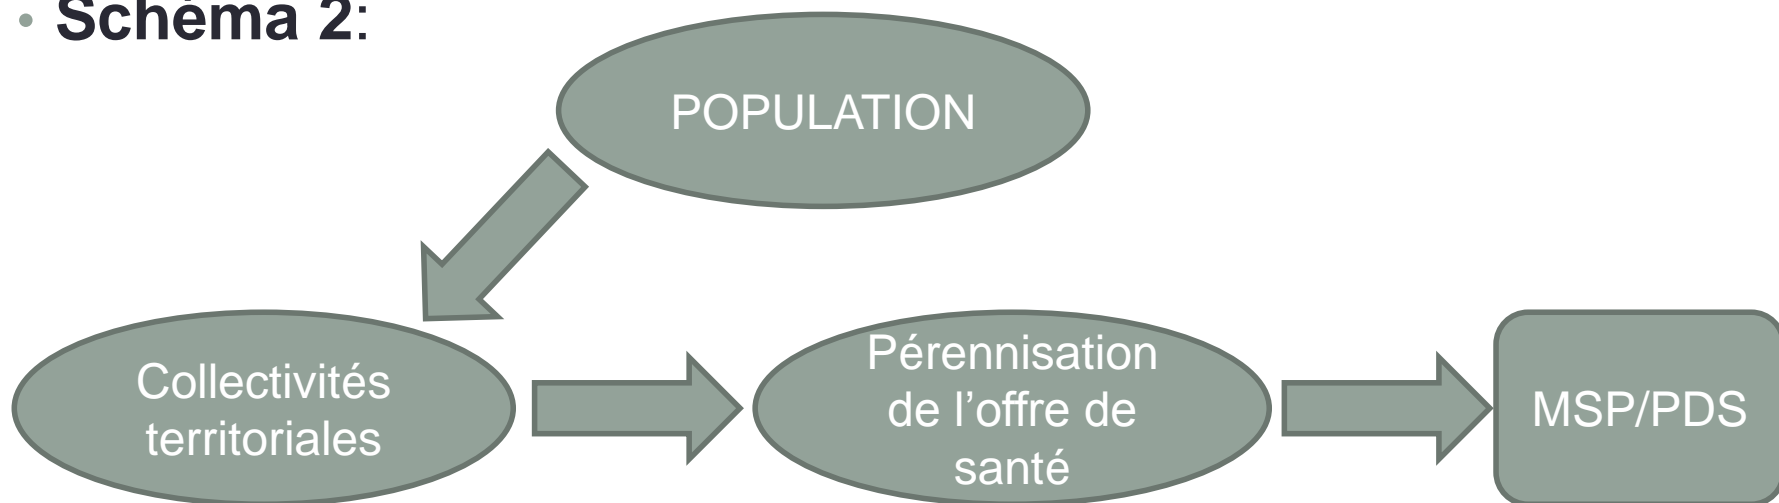 • Schéma 2:
POPULATION
Collectivités
territoriales
Pérennisation
de l’offre de
santé
MSP/PDS